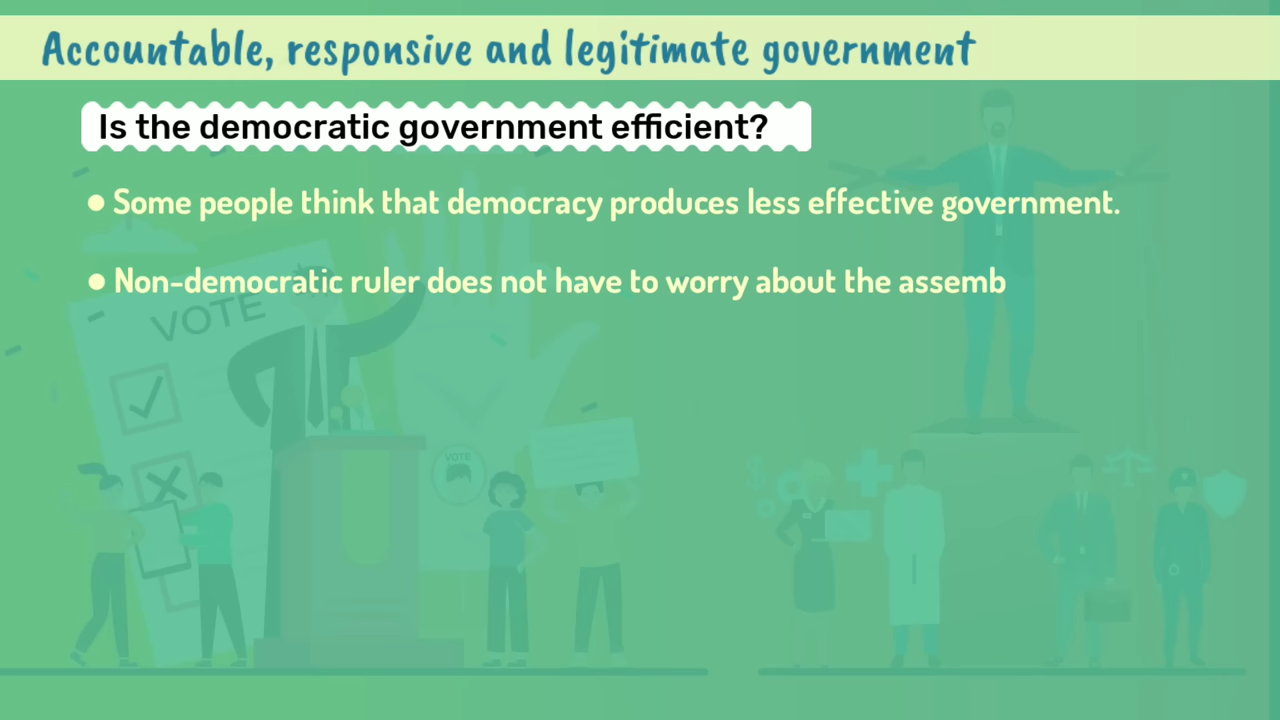 Accountable, responsive and legitimate government
Is the democratic government efficient?
● Some people think that democracy produces less effective government.
● Non-democratic ruler does not have to worry about the assemb
VOTE
VOTE